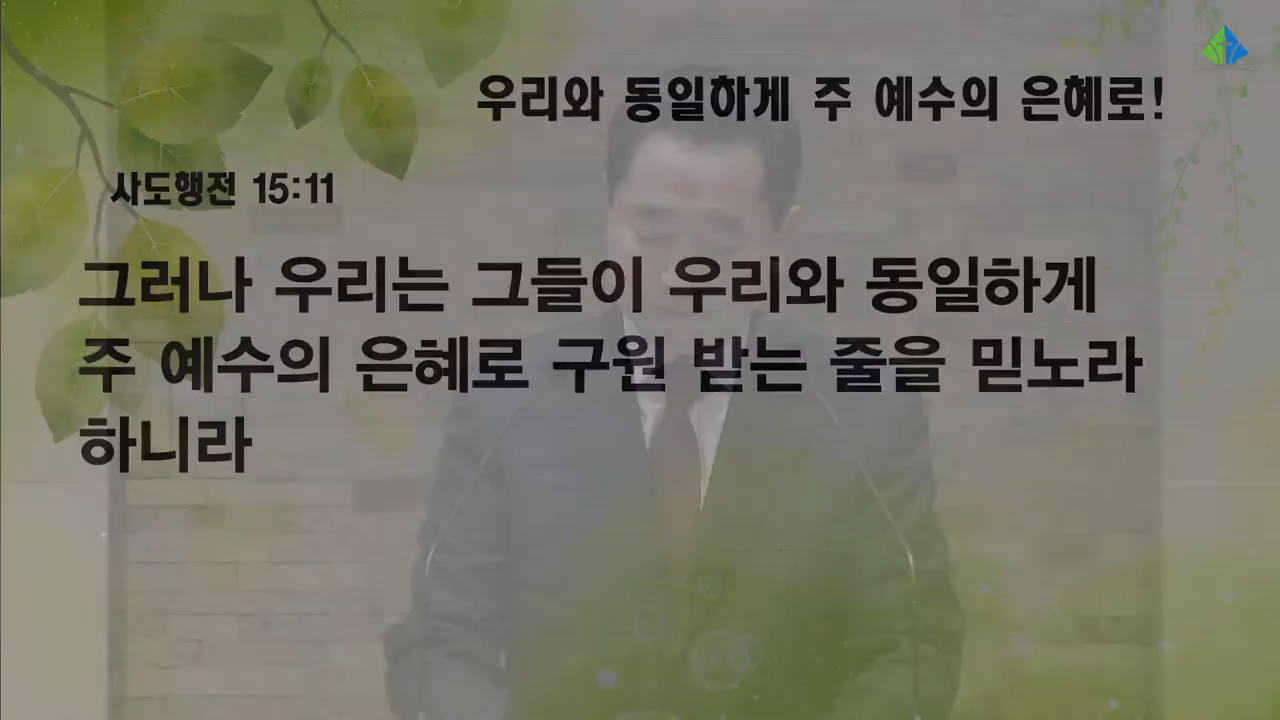 우리와 동일하게 주 예수의 은혜로!
사도행전 15:11
그러나 우리는 그들이 우리와 동일하게
주 예수의 은혜로 구원 받는 줄을 믿노라
하니라